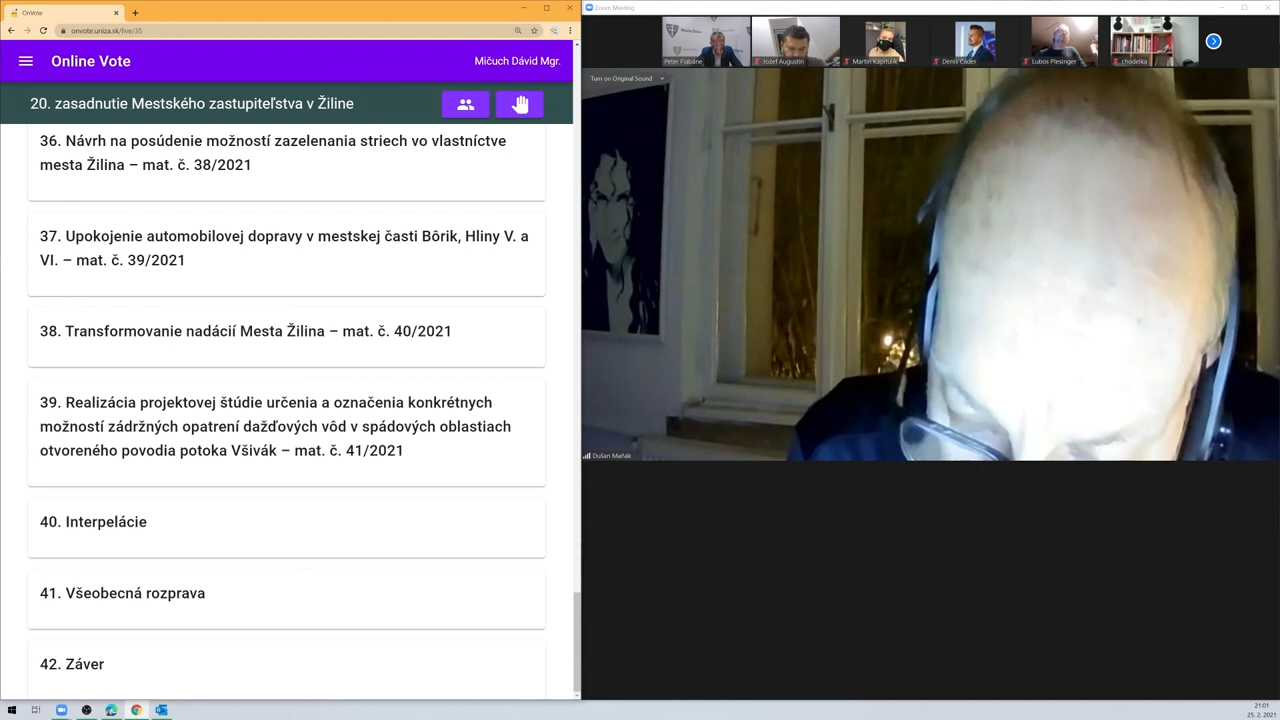 OnVote
onvote.uniza.sk/live/35
Online Vote
Mičuch Dávid Mgr.
20. zasadnutie Mestského zastupiteľstva v Žiline
36. Návrh na posúdenie možností zazelenania striech vo vlastníctve
mesta Žilina – mat. č. 38/2021
37. Upokojenie automobilovej dopravy v mestskej časti Bôrik, Hliny V. a
VI. – mat. č. 39/2021
38. Transformovanie nadácií Mesta Žilina – mat. č. 40/2021
39. Realizácia projektovej štúdie určenia a označenia konkrétnych
možností zádržných opatrení dažďových vôd v spádových oblastiach
otvoreného povodia potoka Všivák – mat. č. 41/2021
40. Interpelácie
41. Všeobecná rozprava
42. Záver
Zoom Meeting
Peter Fiabáne
Jozef Augustín
Martin Kapitulík
Denis Cáder
Lubos Plesinger
chodelka
Turn on Original Sound
Dušan Maňák
21:01
25. 2. 2021